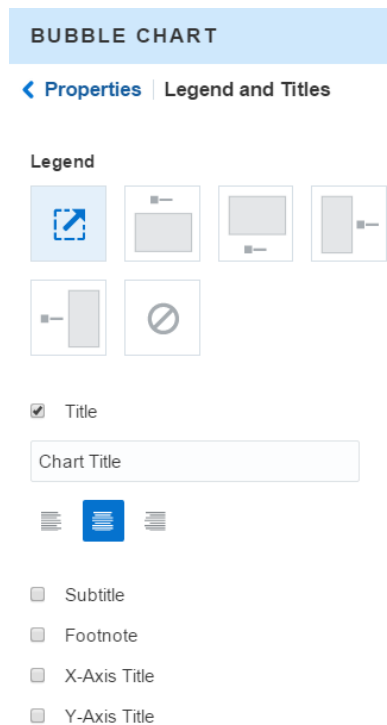 BUBBLE CHART
Properties Legend and Titles
Legend
Title
Chart Title
Subtitle
Footnote
X-Axis Title
Y-Axis Title